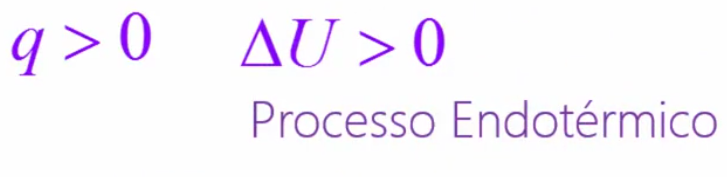 q > 0 ΔU > 0
Processo Endotérmico